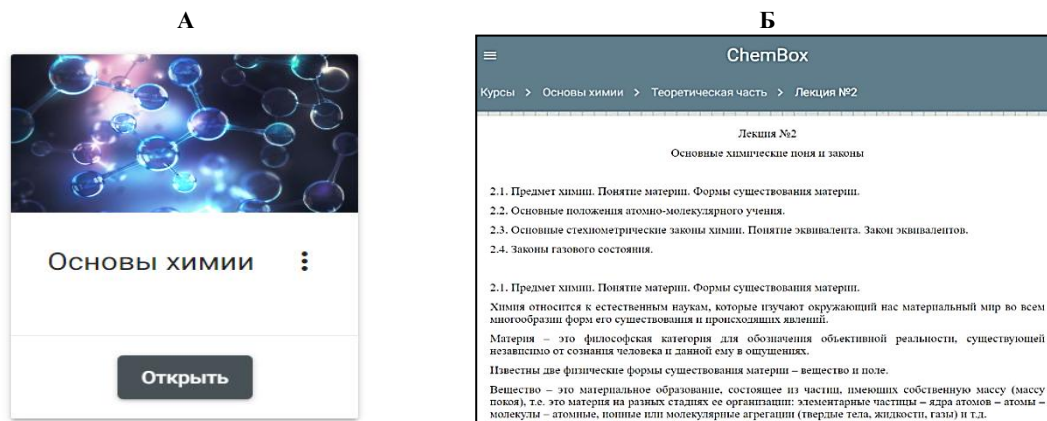 А
Основы химии
Открыть
Б
ChemBox
Курсы > Основы химии > Теоретическая часть > Лекция №2
Лекция №2
Основные химические поня и законы
2.1. Предмет химии. Понятие материи. Формы существования материи.
2.2. Основные положения атомно-молекулярного учения.
2.3. Основные стехиометрические законы химии. Понятие эквивалента. Закон эквивалентов.
2.4. Законы газового состояния.
2.1. Предмет химии. Понятие материи. Формы существования материи.
Химия относится к естественным наукам, которые изучают окружающий нас материальный мир во всем
многообразии форм его существования и происходящих явлений.
Материя – это философская категория для обозначения объективной реальности, существующей
независимо от сознания человека и данной ему в ощущениях.
Известны две физические формы существования материи – вещество и поле.
Вещество – это материальное образование, состоящее из частиц, имеющих собственную массу (массу
покоя), т.е. это материя на разных стадиях ее организации: элементарные частицы – ядра атомов – атомы –
молекулы – атомные, ионные или молекулярные агрегации (твердые тела, жидкости, газы) и т.д.